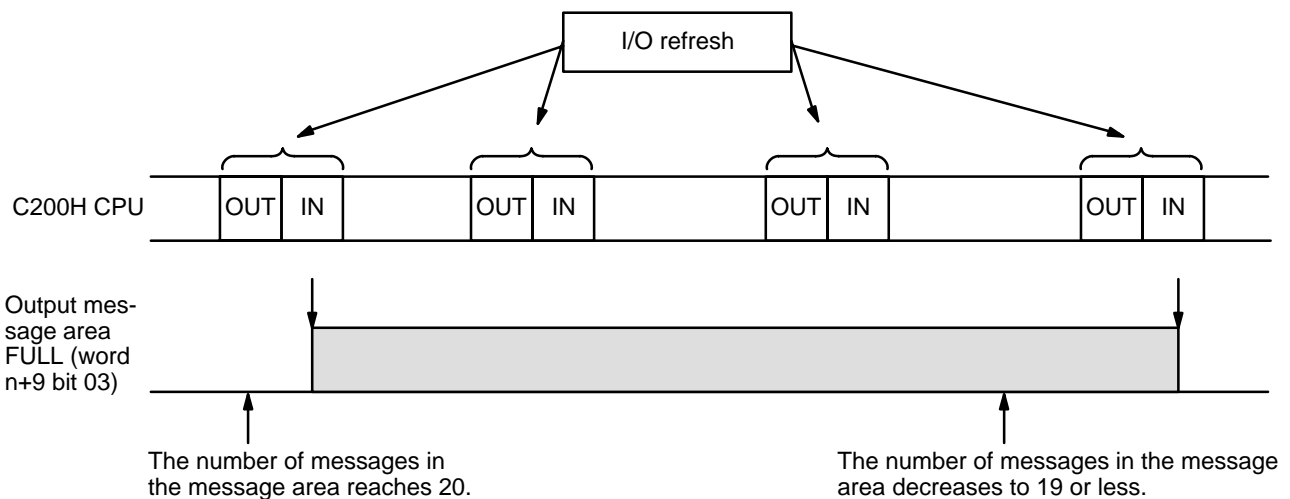 I/O refresh
C200H CPU
OUT IN
OUT IN
OUT IN
OUT IN
Output mes-
sage area
FULL (word
n+9 bit 03)
The number of messages in
the message area reaches 20.
The number of messages in the message
area decreases to 19 or less.